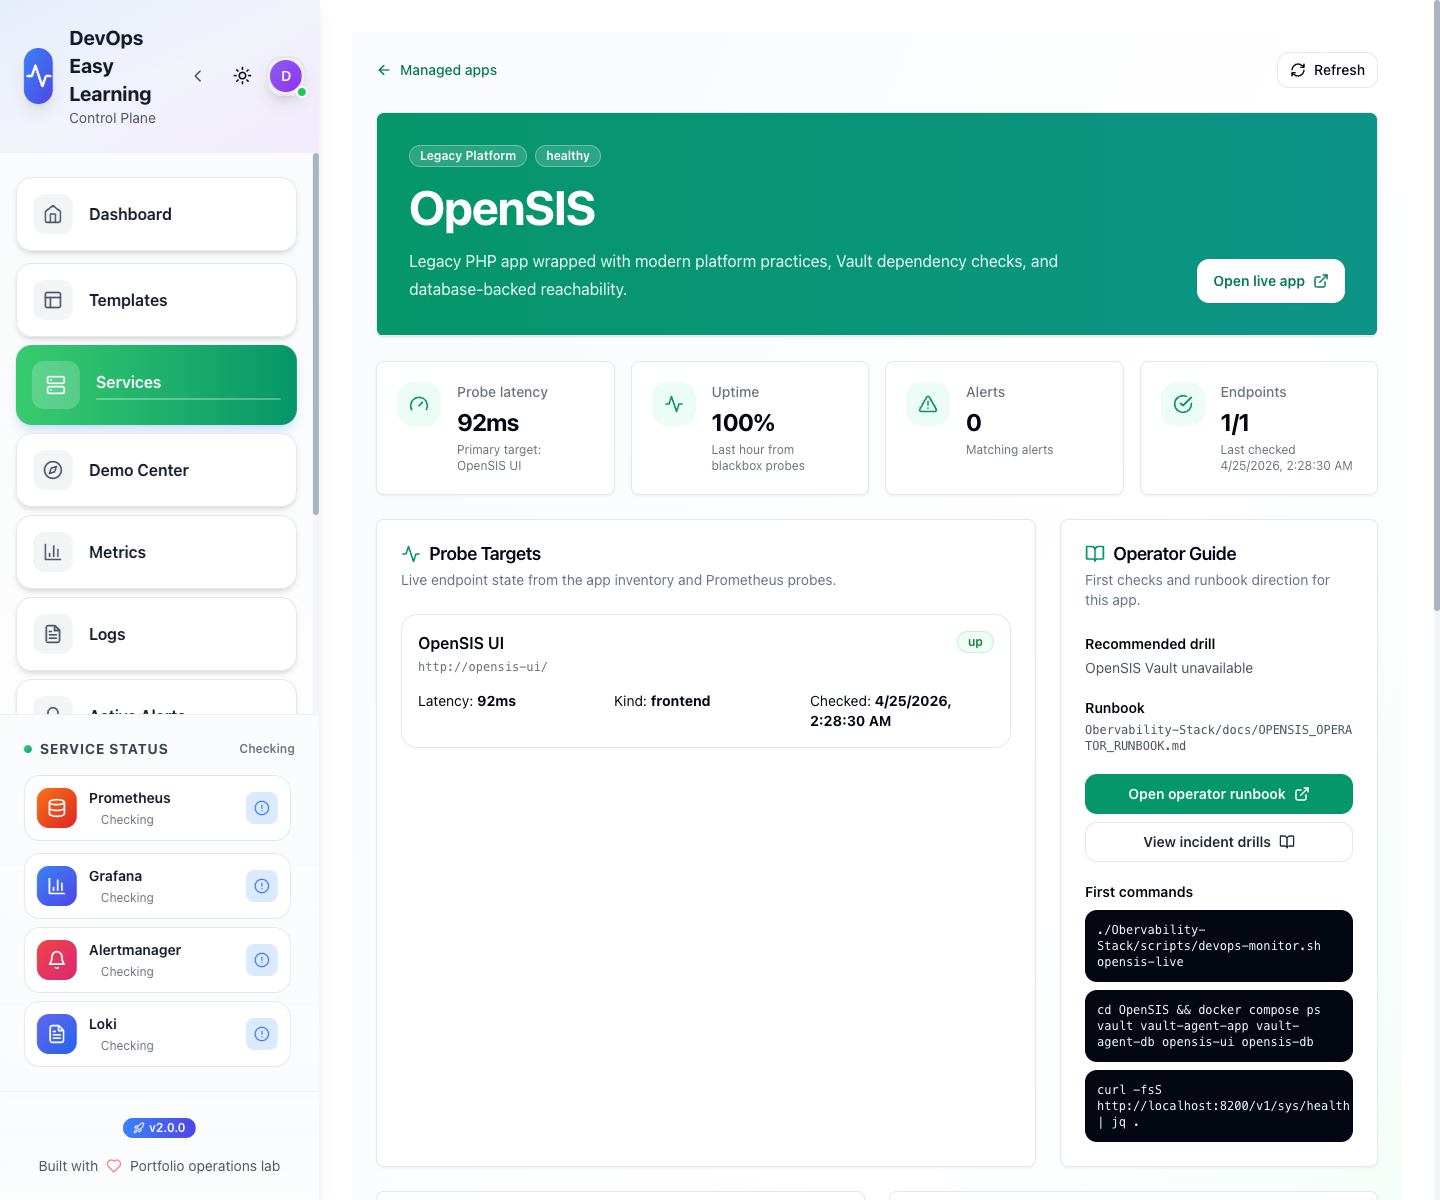 DevOps
Easy
Learning
Control Plane
D
Dashboard
Templates
Services
Demo Center
Metrics
Logs
SERVICE STATUS
Checking
Prometheus
Checking
Grafana
Checking
Alertmanager
Checking
Loki
Checking
v2.0.0
Built with
Portfolio operations lab
Managed apps
Refresh
Legacy Platform
healthy
OpenSIS
Legacy PHP app wrapped with modern platform practices, Vault dependency checks, and
database-backed reachability.
Open live app
Probe latency
92ms
Primary target:
OpenSIS UI
Uptime
100%
Last hour from
blackbox probes
Alerts
0
Matching alerts
Endpoints
1/1
Last checked
4/25/2026, 2:28:30 AM
Probe Targets
Live endpoint state from the app inventory and Prometheus probes.
OpenSIS UI
up
http://opensis-ui/
Latency: 92ms
Kind: frontend
Checked: 4/25/2026,
2:28:30 AM
Operator Guide
First checks and runbook direction for
this app.
Recommended drill
OpenSIS Vault unavailable
Runbook
Obervability-Stack/docs/OPENSIS_OPERA
TOR_RUNBOOK.md
Open operator runbook
View incident drills
First commands
./Obervability-
Stack/scripts/devops-monitor.sh
opensis-live
cd OpenSIS && docker compose ps
vault vault-agent-app vault-
agent-db opensis-ui opensis-db
curl -fsS
http://localhost:8200/v1/sys/health
| jq .